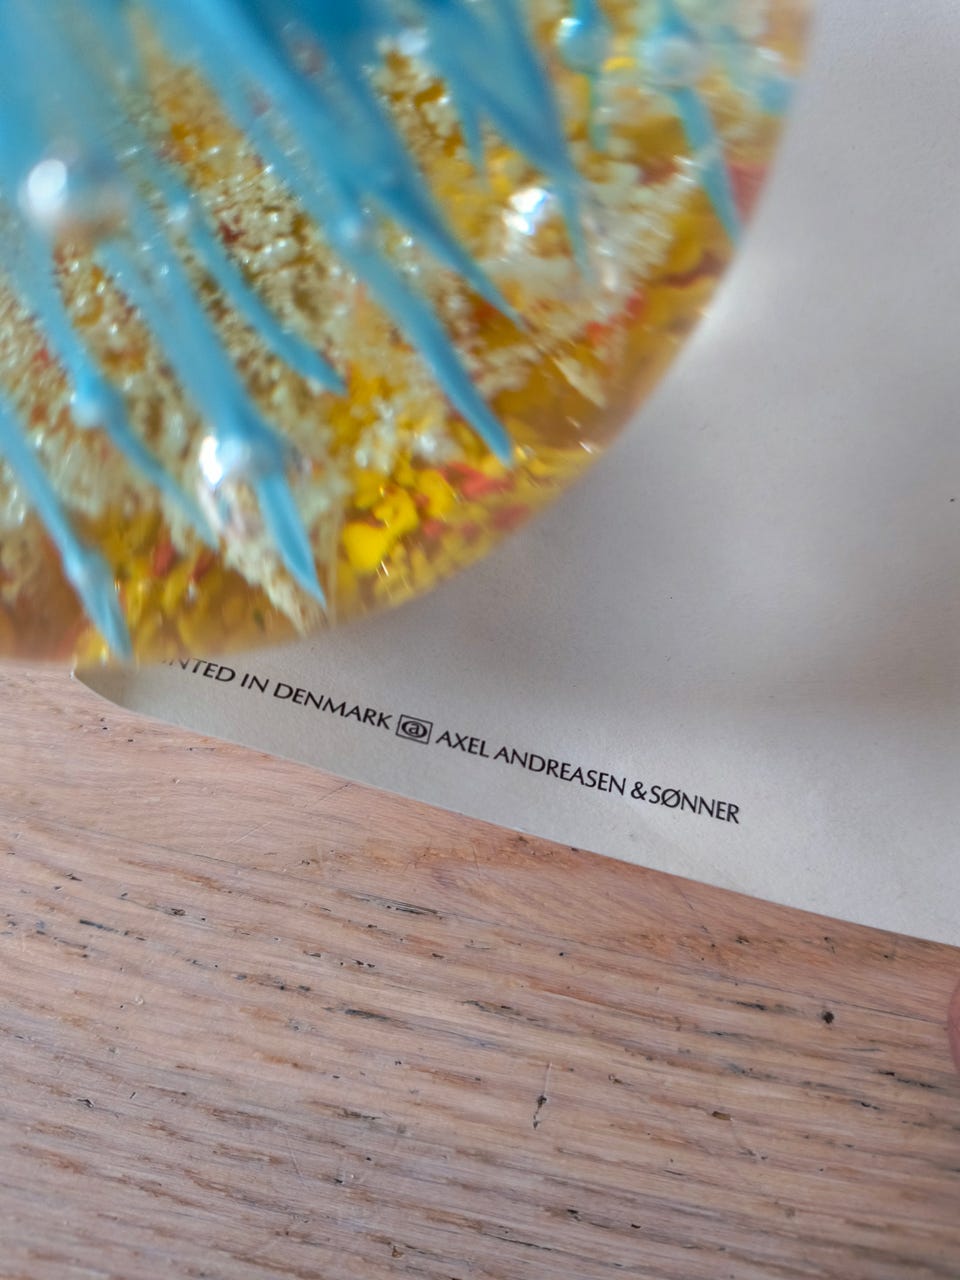 NTED IN DENMARK @ AXEL ANDREASEN & SØNNER